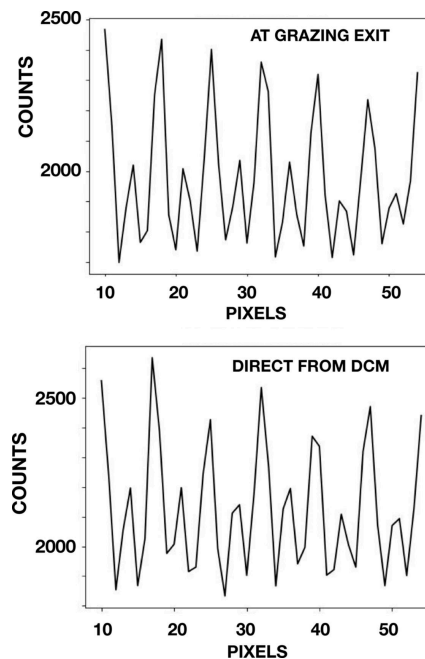 2500
AT GRAZING EXIT
COUNTS
2000
10 20 30 40 50
PIXELS
DIRECT FROM DCM
2500
COUNTS
2000
10 20 30 40 50
PIXELS